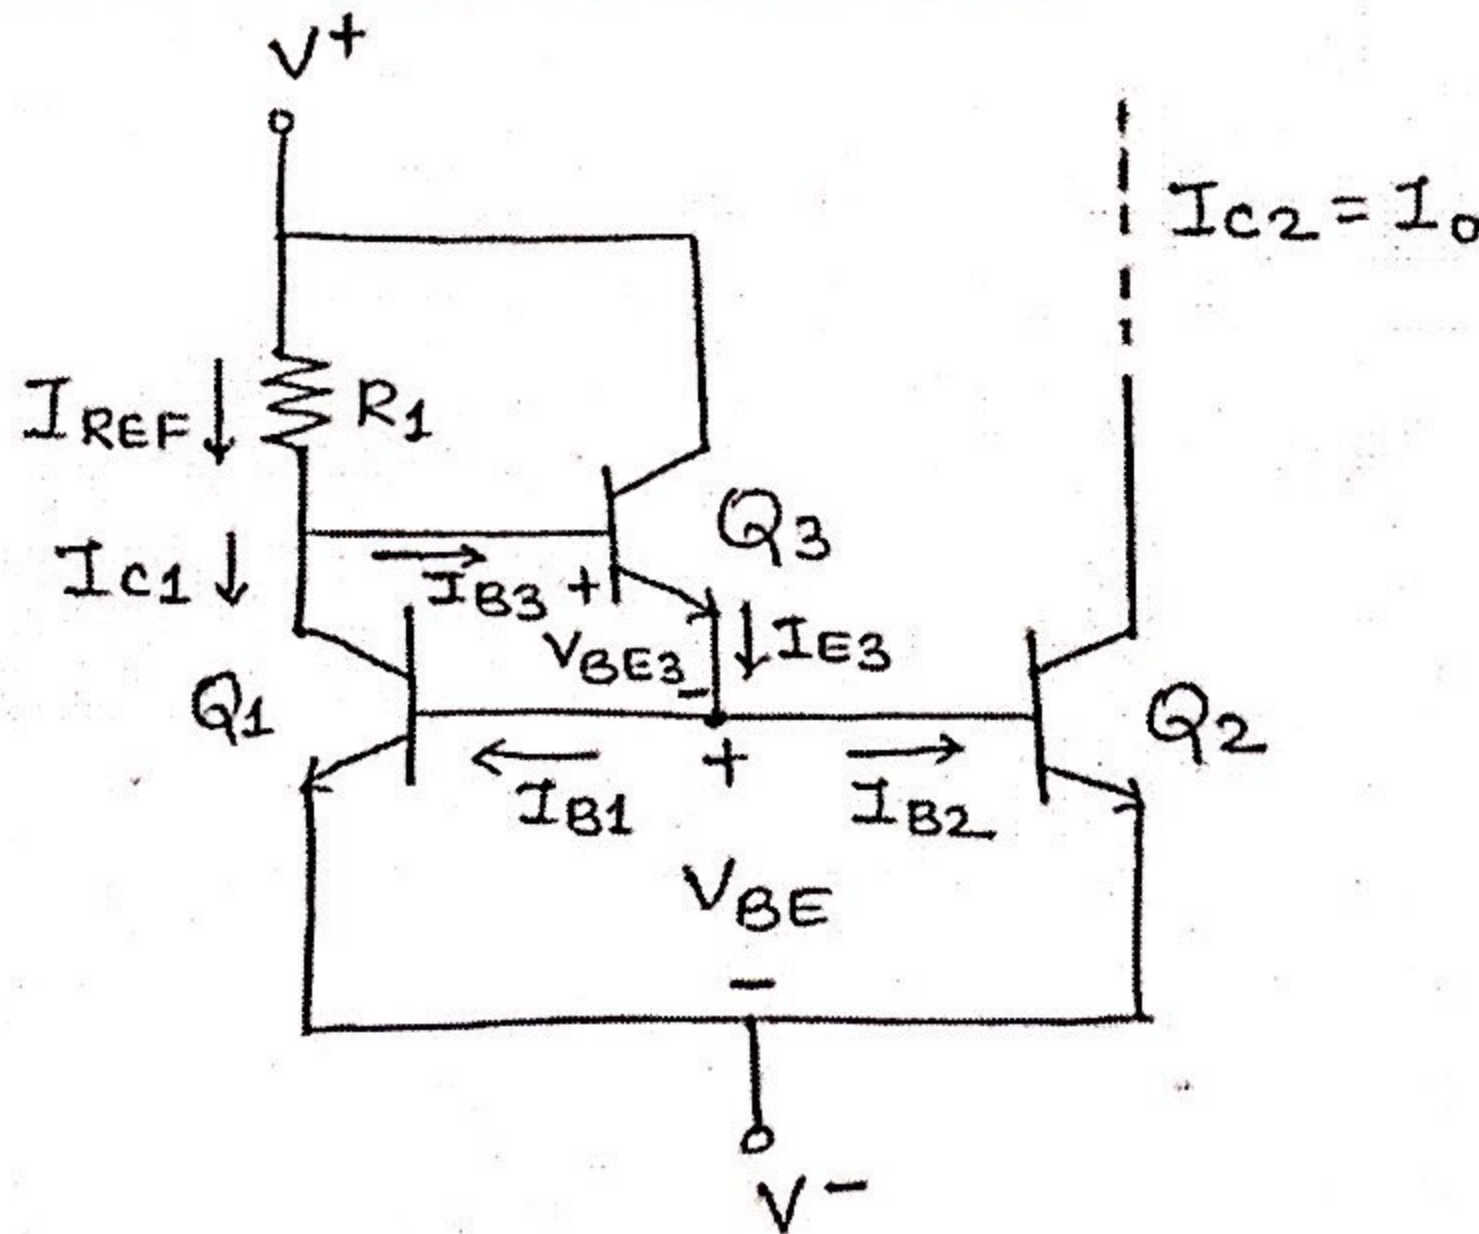 V+
IC2 = Io
IREF
R1
Q3
IC1
IB3
+
VBE3
-
IE3
Q1
Q2
IB1
+
IB2
VBE
-
V-